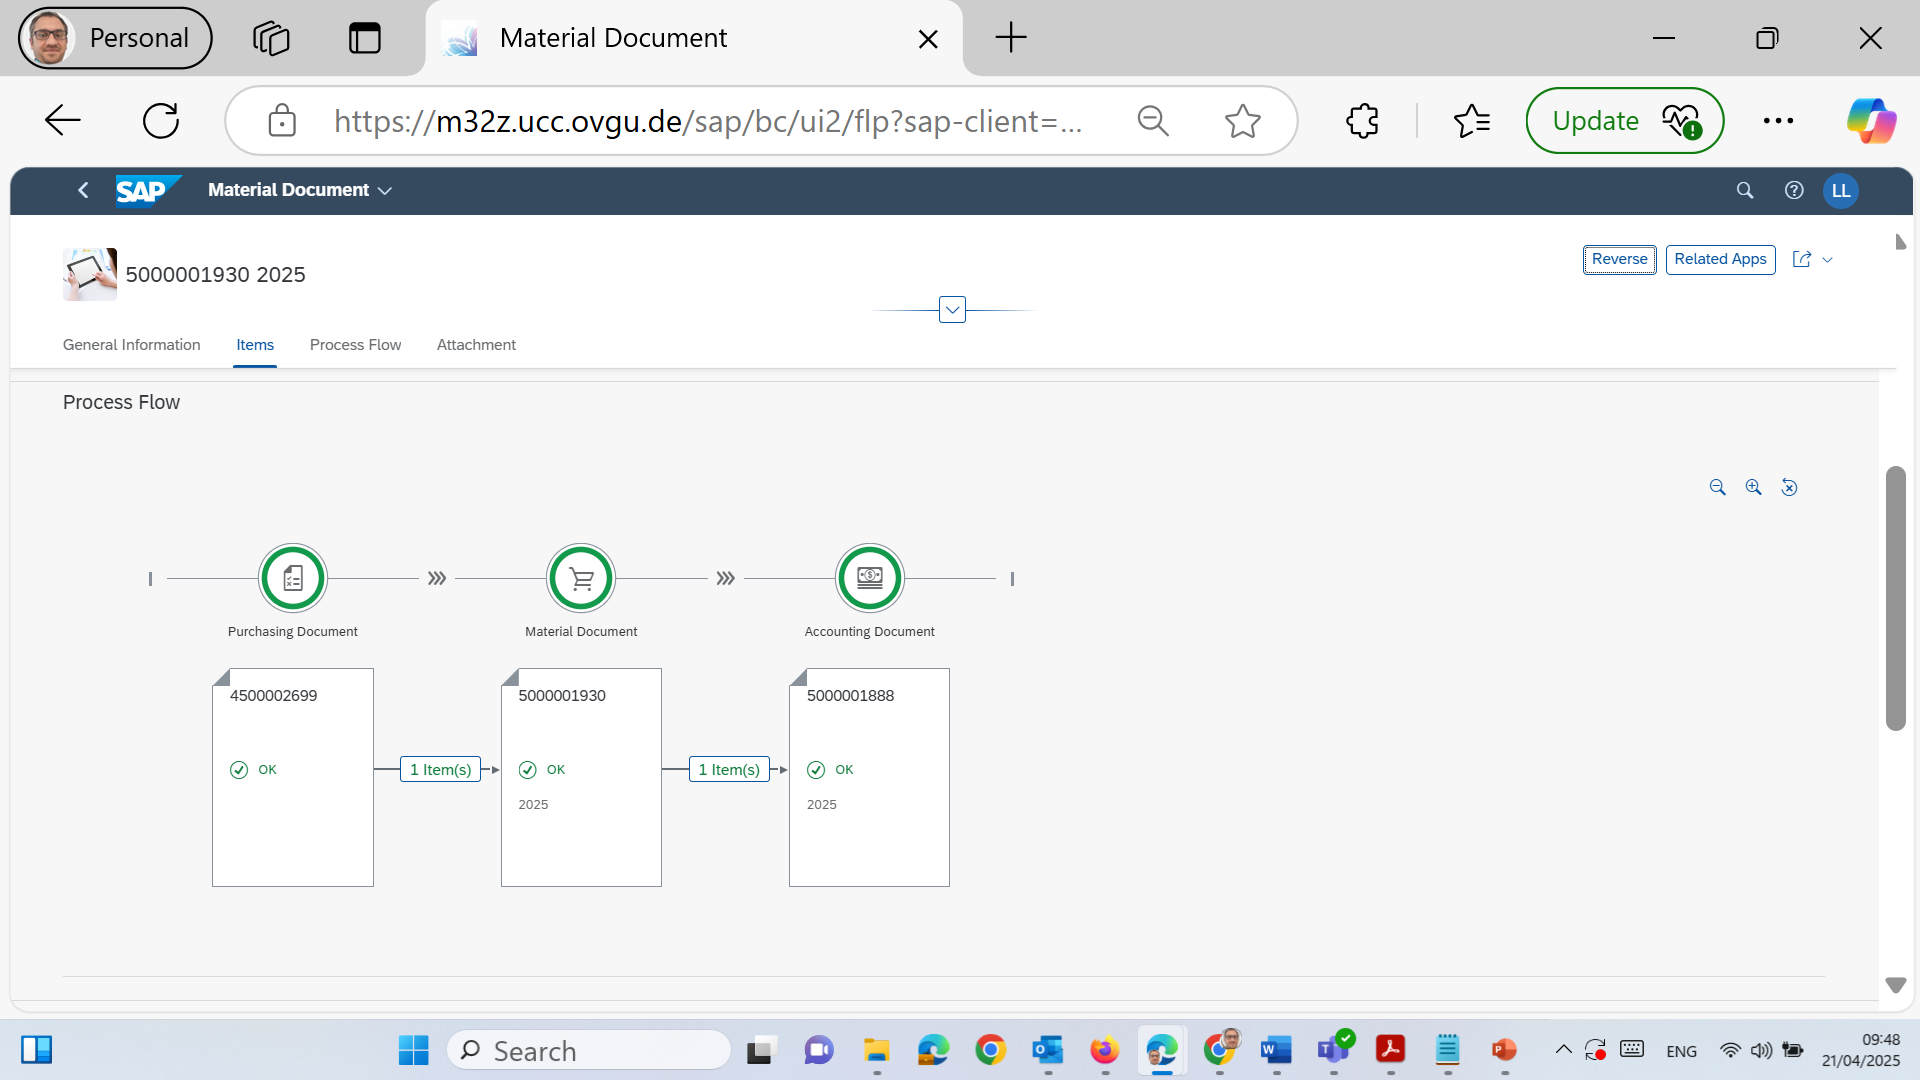 Personal
Material Document
https://m32z.ucc.ovgu.de/sap/bc/ui2/flp?sap-client=...
Update
SAP
Material Document
LL
5000001930 2025
Reverse
Related Apps
General Information
Items
Process Flow
Attachment
Process Flow
Purchasing Document
Material Document
Accounting Document
4500002699
5000001930
5000001888
OK
1 Item(s)
OK
1 Item(s)
OK
2025
2025
Search
ENG
09:48
21/04/2025